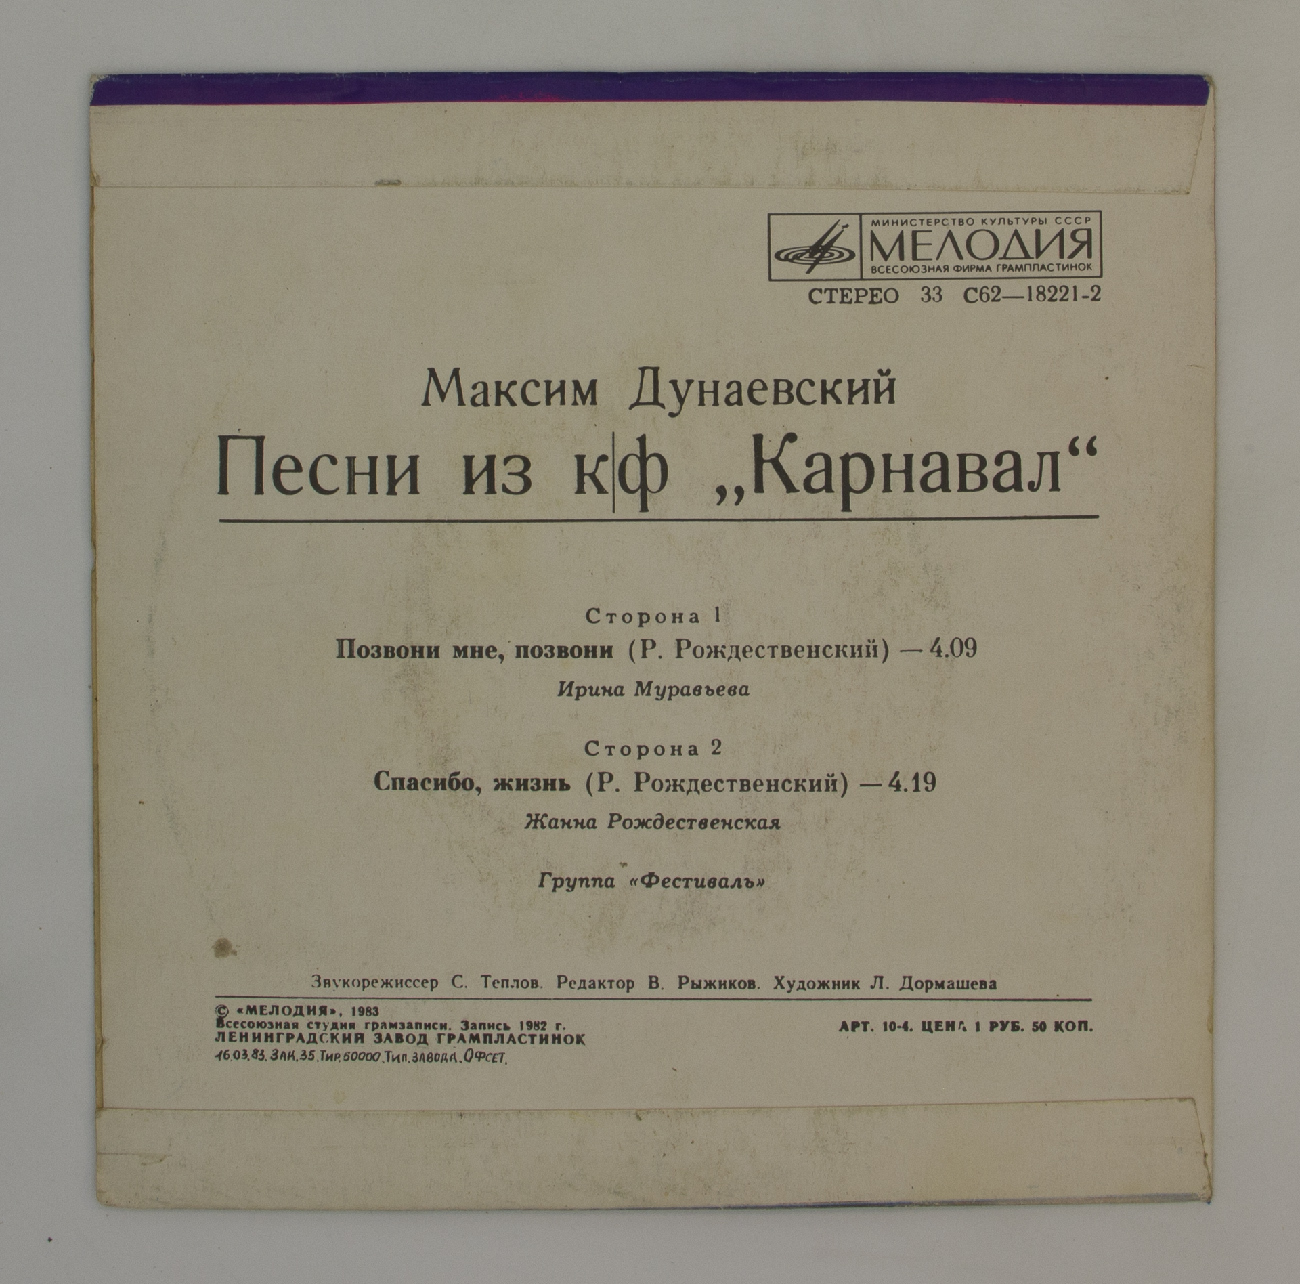 МИНИСТЕРСТВО КУЛЬТУРЫ СССР
МЕЛОДИЯ
ВСЕСОЮЗНАЯ ФИРМА ГРАМПЛАСТИНОК
СТЕРЕО 33 С62—18221-2
Максим Дунаевский
Песни из к|ф „Карнавал“
Сторона 1
Позвони мне, позвони (Р. Рождественский) — 4.09
Ирина Муравьева
Сторона 2
Спасибо, жизнь (Р. Рождественский) — 4.19
Жанна Рождественская
Группа «Фестиваль»
Звукорежиссер С. Теплов. Редактор В. Рыжиков. Художник Л. Дормашева
© «МЕЛОДИЯ», 1983
Всесоюзная студия грамзаписи. Запись 1982 г.
ЛЕНИНГРАДСКИЙ ЗАВОД ГРАМПЛАСТИНОК
16.03.83. ЗАК.35.Тир.60000.Тип.ЗАВОДА.ОФСЕТ.
АРТ. 10-4. ЦЕНА 1 РУБ. 50 КОП.